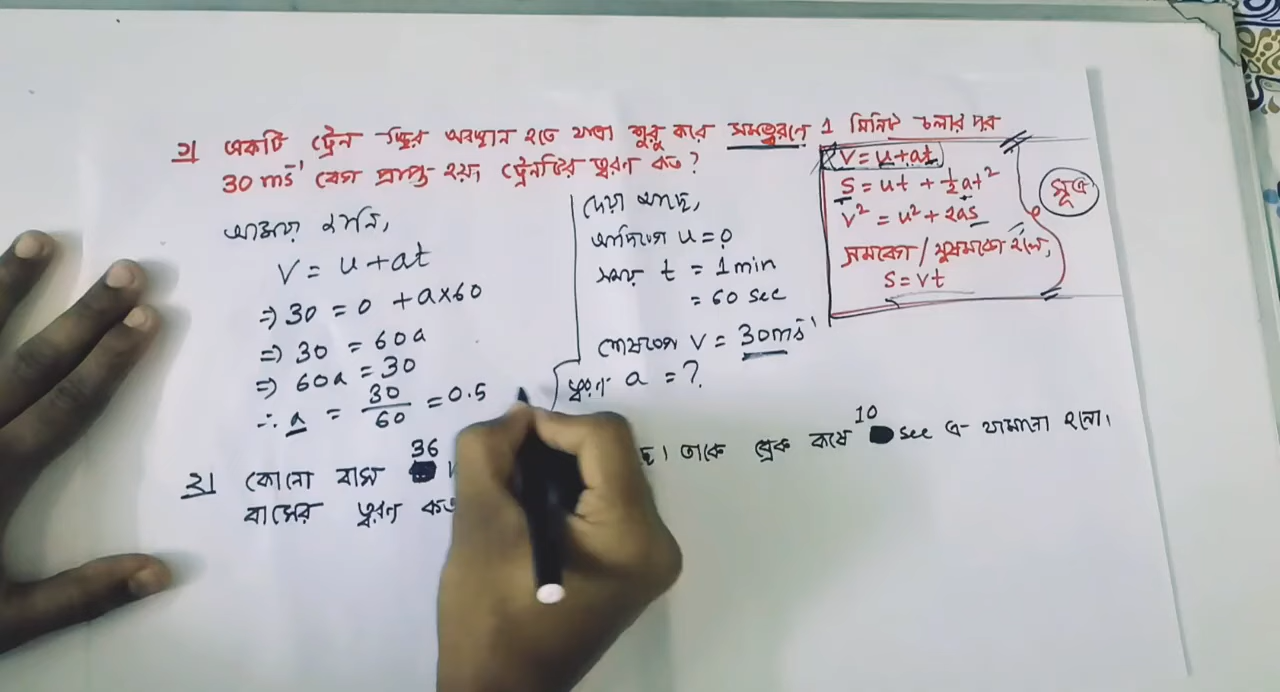 ১) একটি ট্রেন স্থির অবস্থান হতে যাত্রা শুরু করে সমত্বরণে 1 মিনিট চলার পর
30 ms⁻¹ বেগ প্রাপ্ত হয়। ট্রেনটির ত্বরণ কত?
আমরা জানি,
V = u + at
⇒ 30 = 0 + a×60
⇒ 30 = 60a
⇒ 60a = 30
∴ a = 30/60 = 0.5
দেয়া আছে,
আদিবেগ u = 0
সময় t = 1 min
= 60 sec
শেষবেগ V = 30ms⁻¹
ত্বরণ a = ?
V = u + at
S = ut + ½at²
V² = u² + 2as
সমবেগ / সুষমবেগ হলে,
S = vt
সূত্র
২। কোনো বাস 36 তাকে ব্রেক কষে 10 sec এ থামানো হলো।
বাসের ত্বরণ কত